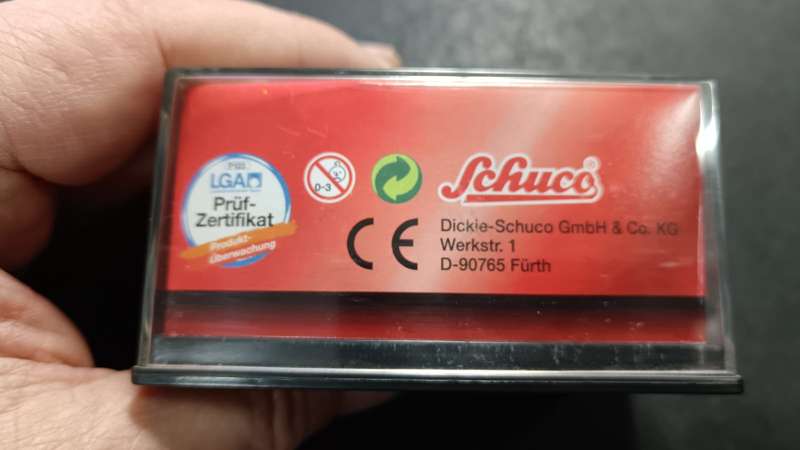 LGA
Prüf-
Zertifikat
Produkt-
Überwachung
0-3
Schuco®
CE
Dickie-Schuco GmbH & Co. KG
Werkstr. 1
D-90765 Fürth